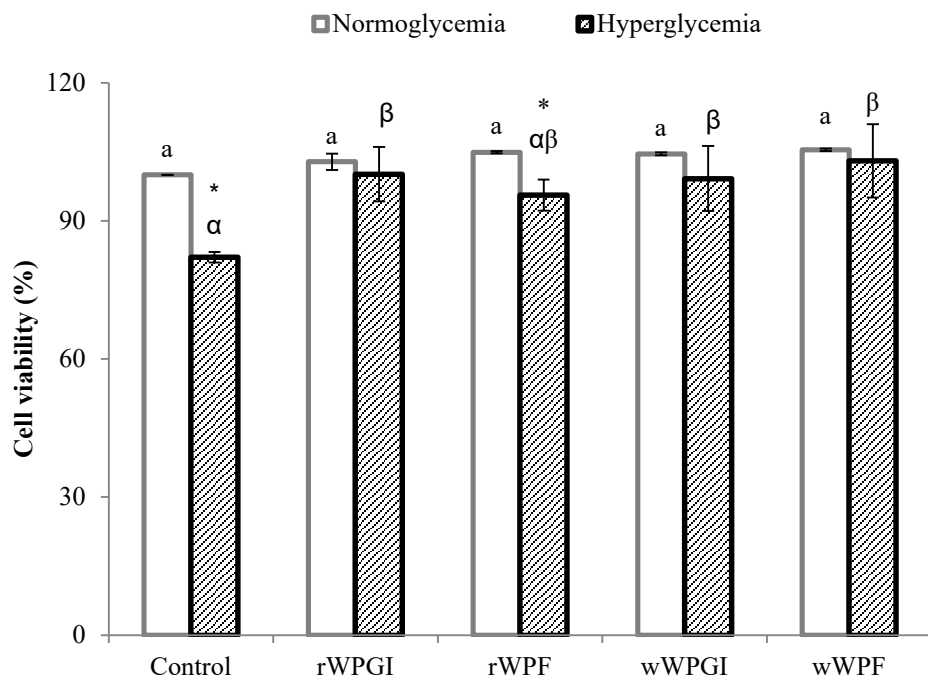 Normoglycemia Hyperglycemia
Cell viability (%)
120
90
60
30
0
a * α
a β
a * αβ
a β
a β
Control rWPGI rWPF wWPGI wWPF